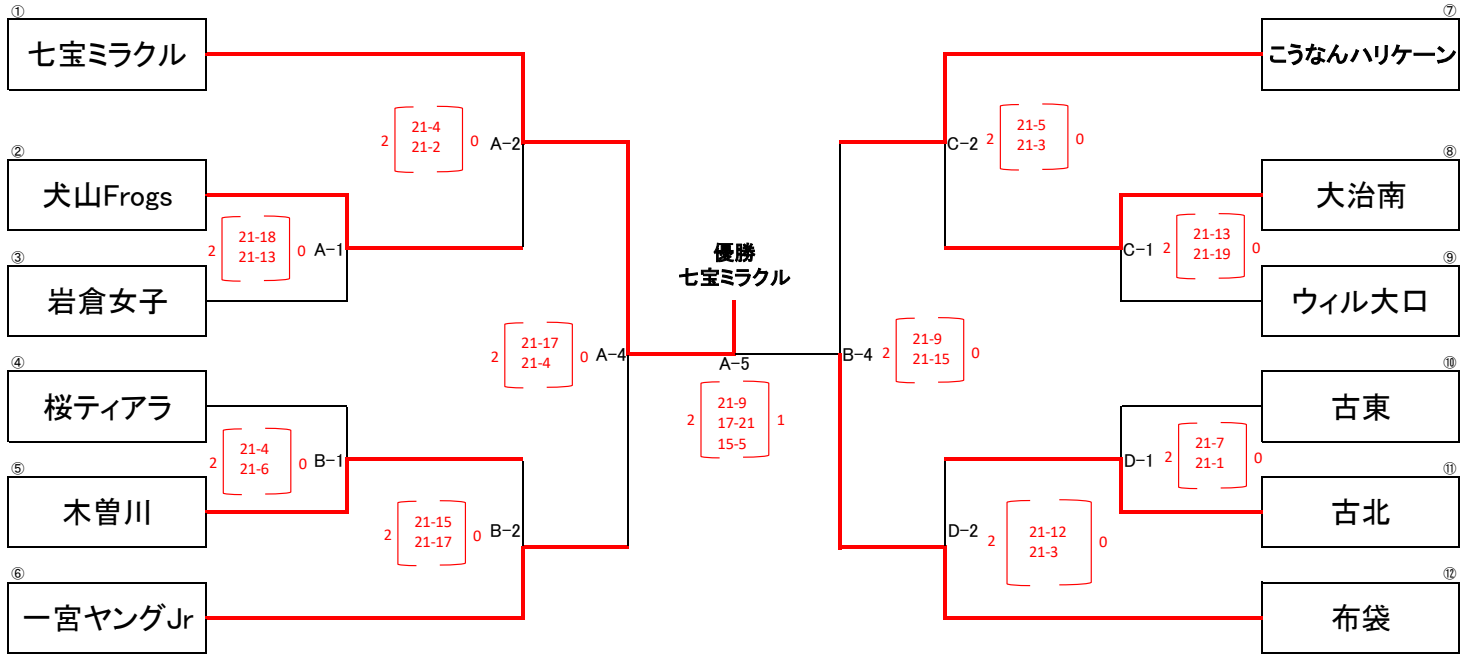 ①
七宝ミラクル
②
犬山Frogs
③
岩倉女子
④
桜ティアラ
⑤
木曽川
⑥
一宮ヤングJr
2 21-4 0 A-2
21-2
2 21-18 0 A-1
21-13
2 21-17 0 A-4
21-4
2 21-4 0 B-1
21-6
2 21-15 0 B-2
21-17
優勝
七宝ミラクル
A-5
21-9
2 17-21 1
15-5
⑦
こうなんハリケーン
⑧
大治南
⑨
ウィル大口
⑩
古東
⑪
古北
⑫
布袋
C-2 2 21-5 0
21-3
C-1 2 21-13 0
21-19
B-4 2 21-9 0
21-15
D-1 2 21-7 0
21-1
D-2 2 21-12 0
21-3